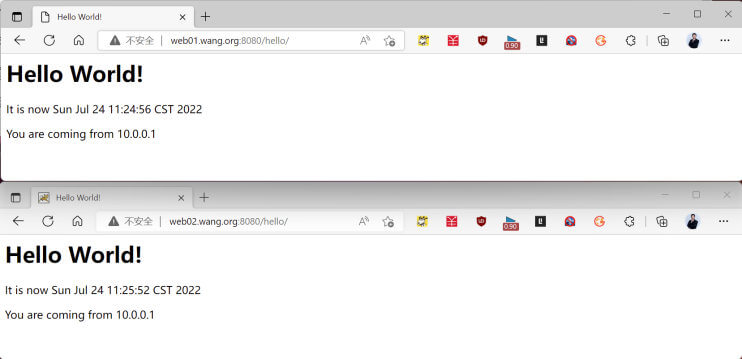 Hello World!
不安全 | web01.wang.org:8080/hello/
0.90
Hello World!
It is now Sun Jul 24 11:24:56 CST 2022
You are coming from 10.0.0.1
Hello World!
不安全 | web02.wang.org:8080/hello/
0.90
Hello World!
It is now Sun Jul 24 11:25:52 CST 2022
You are coming from 10.0.0.1